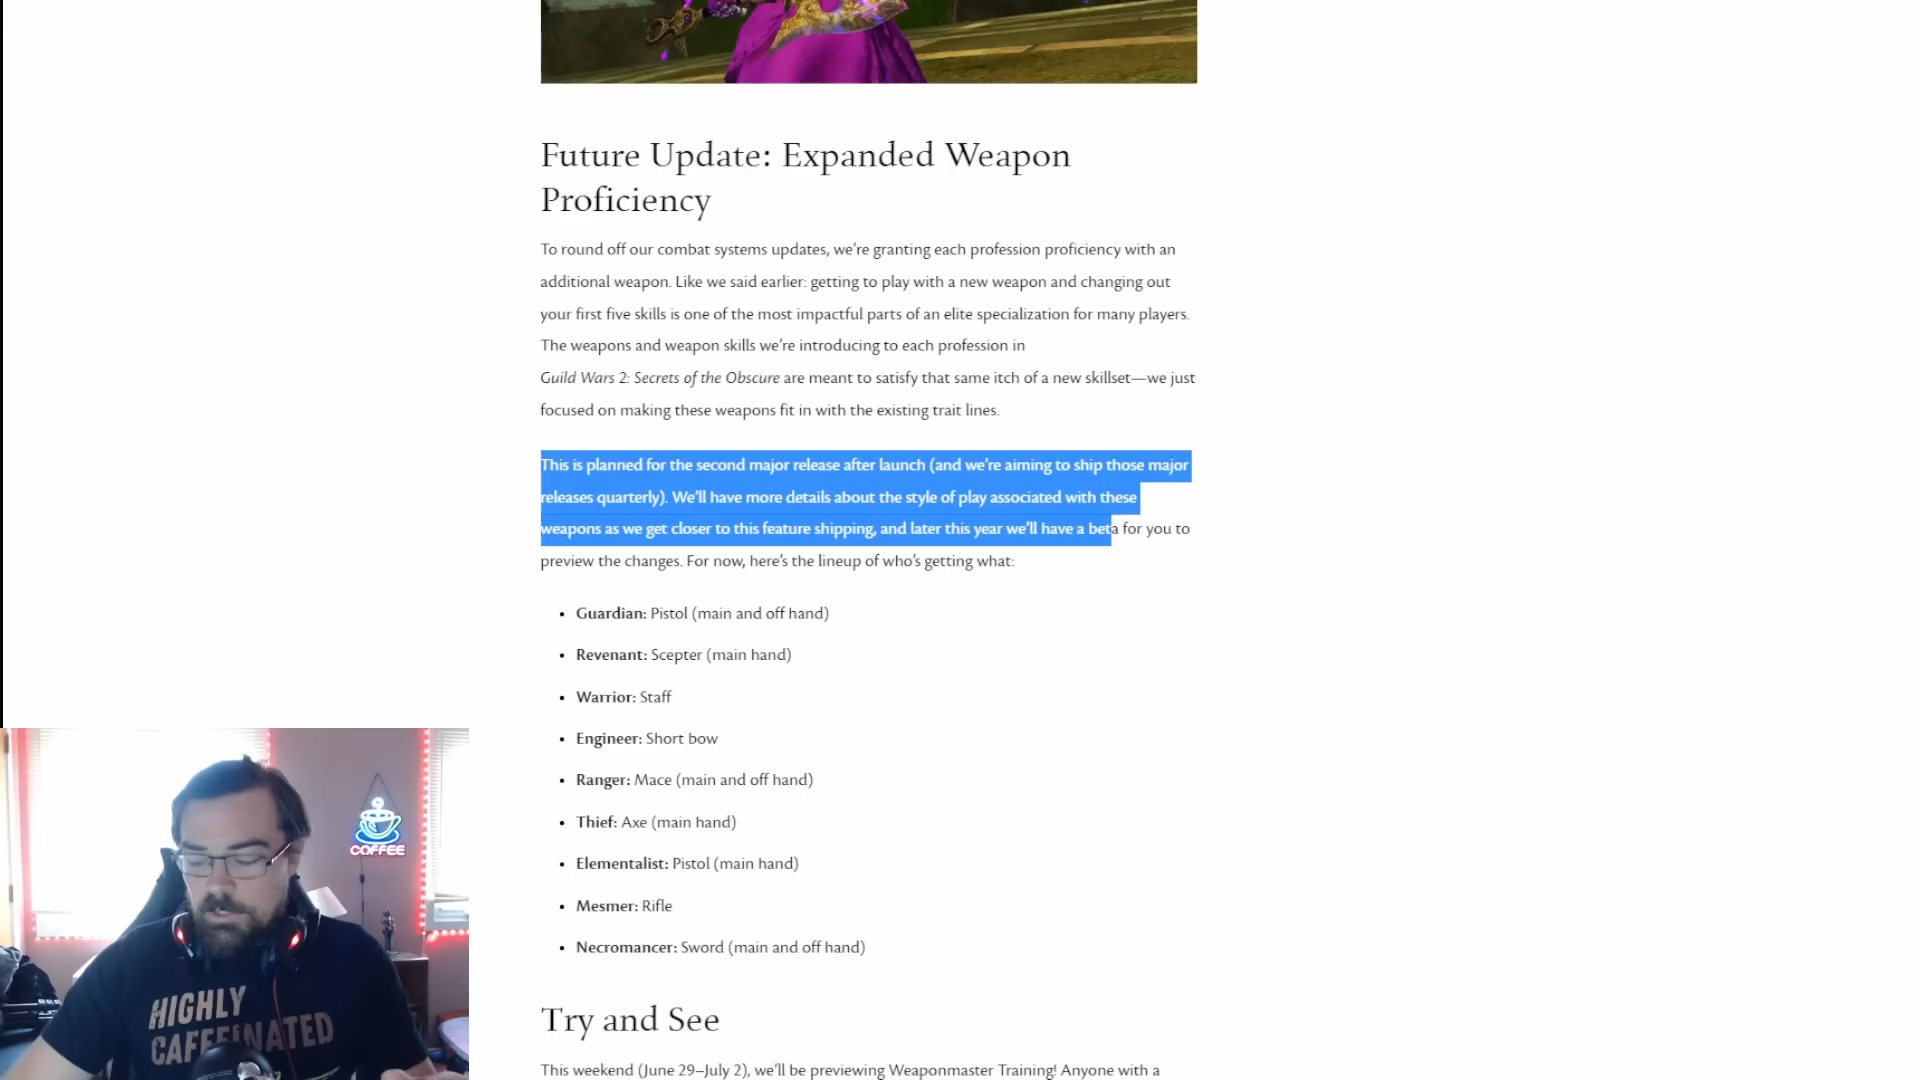 Future Update: Expanded Weapon
Proficiency
To round off our combat systems updates, we’re granting each profession proficiency with an
additional weapon. Like we said earlier: getting to play with a new weapon and changing out
your first five skills is one of the most impactful parts of an elite specialization for many players.
The weapons and weapon skills we’re introducing to each profession in
Guild Wars 2: Secrets of the Obscure are meant to satisfy that same itch of a new skillset—we just
focused on making these weapons fit in with the existing trait lines.
This is planned for the second major release after launch (and we’re aiming to ship those major
releases quarterly). We’ll have more details about the style of play associated with these
weapons as we get closer to this feature shipping, and later this year we’ll have a beta for you to
preview the changes. For now, here’s the lineup of who’s getting what:
• Guardian: Pistol (main and off hand)
• Revenant: Scepter (main hand)
• Warrior: Staff
• Engineer: Short bow
• Ranger: Mace (main and off hand)
• Thief: Axe (main hand)
• Elementalist: Pistol (main hand)
• Mesmer: Rifle
• Necromancer: Sword (main and off hand)
Try and See
This weekend (June 29–July 2), we’ll be previewing Weaponmaster Training! Anyone with a
COFFEE
HIGHLY
CAFFEINATED